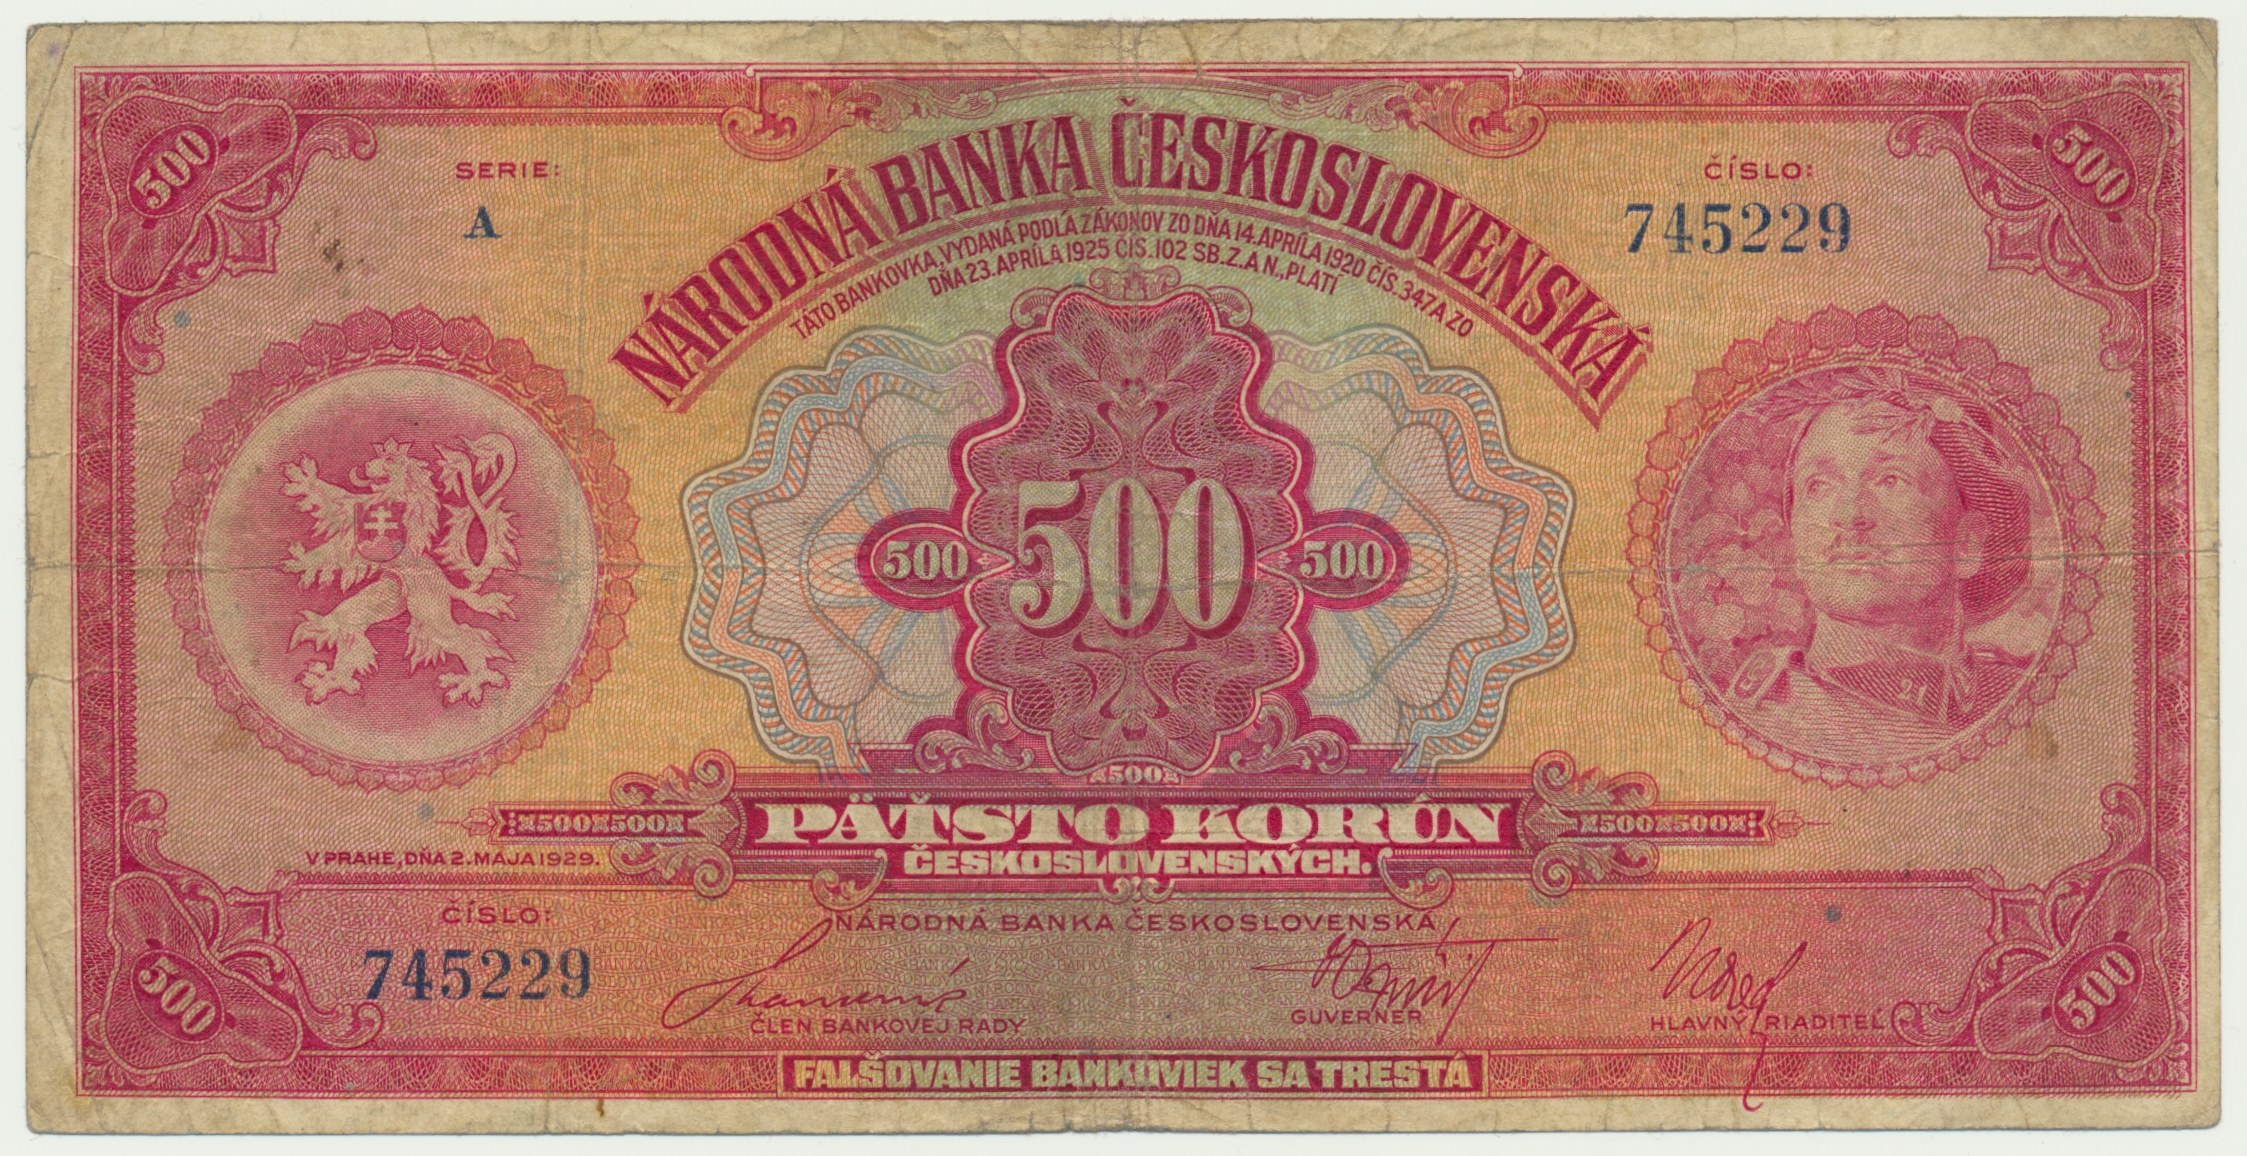 500
500
SERIE:
A
ČÍSLO:
745229
NÁRODNÁ BANKA ČESKOSLOVENSKÁ
TÁTO BANKOVKA, VYDANÁ PODĽA ZÁKONOV ZO DŇA 14. APRÍLA 1920 ČÍS. 347 A ZO
DŇA 23. APRÍLA 1925 ČÍS. 102 SB. Z. A N., PLATÍ
500 500 500
21
500
PÄŤSTO KORÚN
500 500
500 500
ČESKOSLOVENSKÝCH.
V PRAHE, DŇA 2. MÁJA 1929.
ČÍSLO:
745229
NÁRODNÁ BANKA ČESKOSLOVENSKÁ
ČLEN BANKOVEJ RADY
GUVERNER
HLAVNÝ RIADITEĽ
500
500
FALŠOVANIE BANKOVIEK SA TRESTÁ